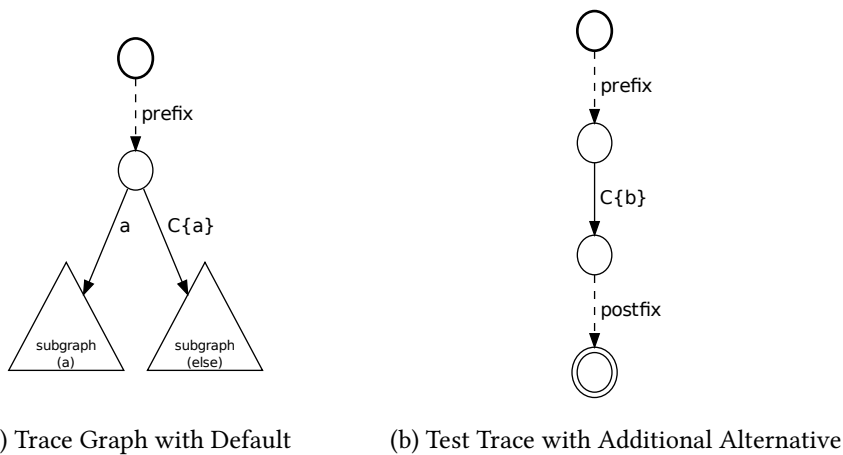 prefix
a
C{a}
subgraph
(a)
subgraph
(else)
) Trace Graph with Default
prefix
C{b}
postfix
(b) Test Trace with Additional Alternative